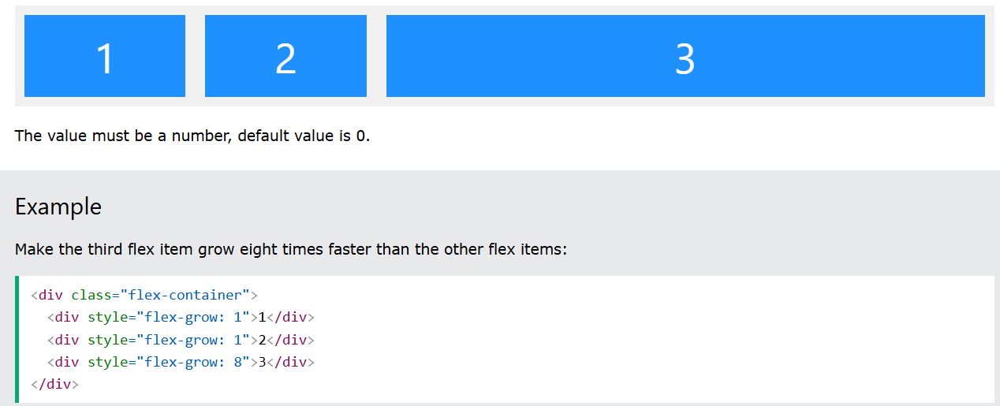 1 2 3
The value must be a number, default value is 0.
Example
Make the third flex item grow eight times faster than the other flex items:
<div class="flex-container">
  <div style="flex-grow: 1">1</div>
  <div style="flex-grow: 1">2</div>
  <div style="flex-grow: 8">3</div>
</div>